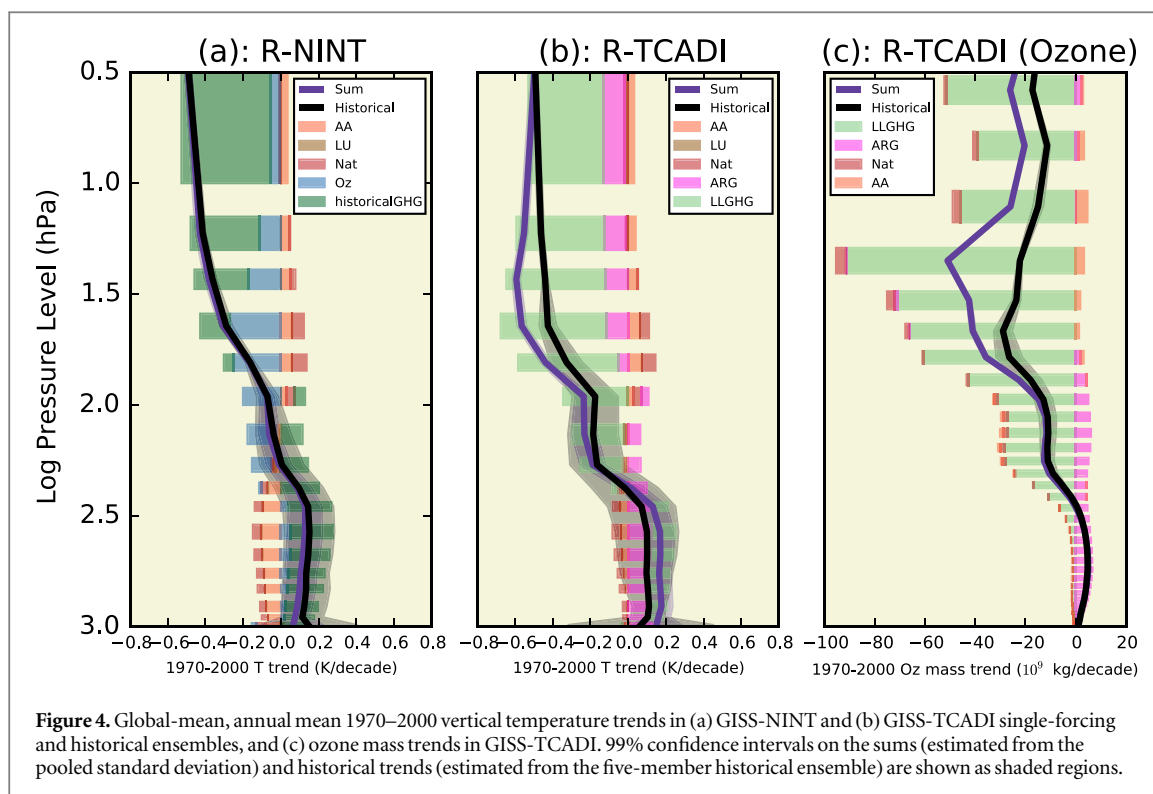 (a): R-NINT
(b): R-TCADI
(c): R-TCADI (Ozone)
Log Pressure Level (hPa)
0.5
1.0
1.5
2.0
2.5
3.0
Sum
Historical
AA
LU
Nat
Oz
historicalGHG
−0.8 −0.6 −0.4 −0.2 0.0 0.2 0.4 0.6 0.8
1970-2000 T trend (K/decade)
Sum
Historical
AA
LU
Nat
ARG
LLGHG
−0.8 −0.6 −0.4 −0.2 0.0 0.2 0.4 0.6 0.8
1970-2000 T trend (K/decade)
Sum
Historical
LLGHG
ARG
Nat
AA
−100 −80 −60 −40 −20 0 20
1970-2000 Oz mass trend (10⁹ kg/decade)
Figure 4. Global-mean, annual mean 1970–2000 vertical temperature trends in (a) GISS-NINT and (b) GISS-TCADI single-forcing
and historical ensembles, and (c) ozone mass trends in GISS-TCADI. 99% confidence intervals on the sums (estimated from the
pooled standard deviation) and historical trends (estimated from the five-member historical ensemble) are shown as shaded regions.